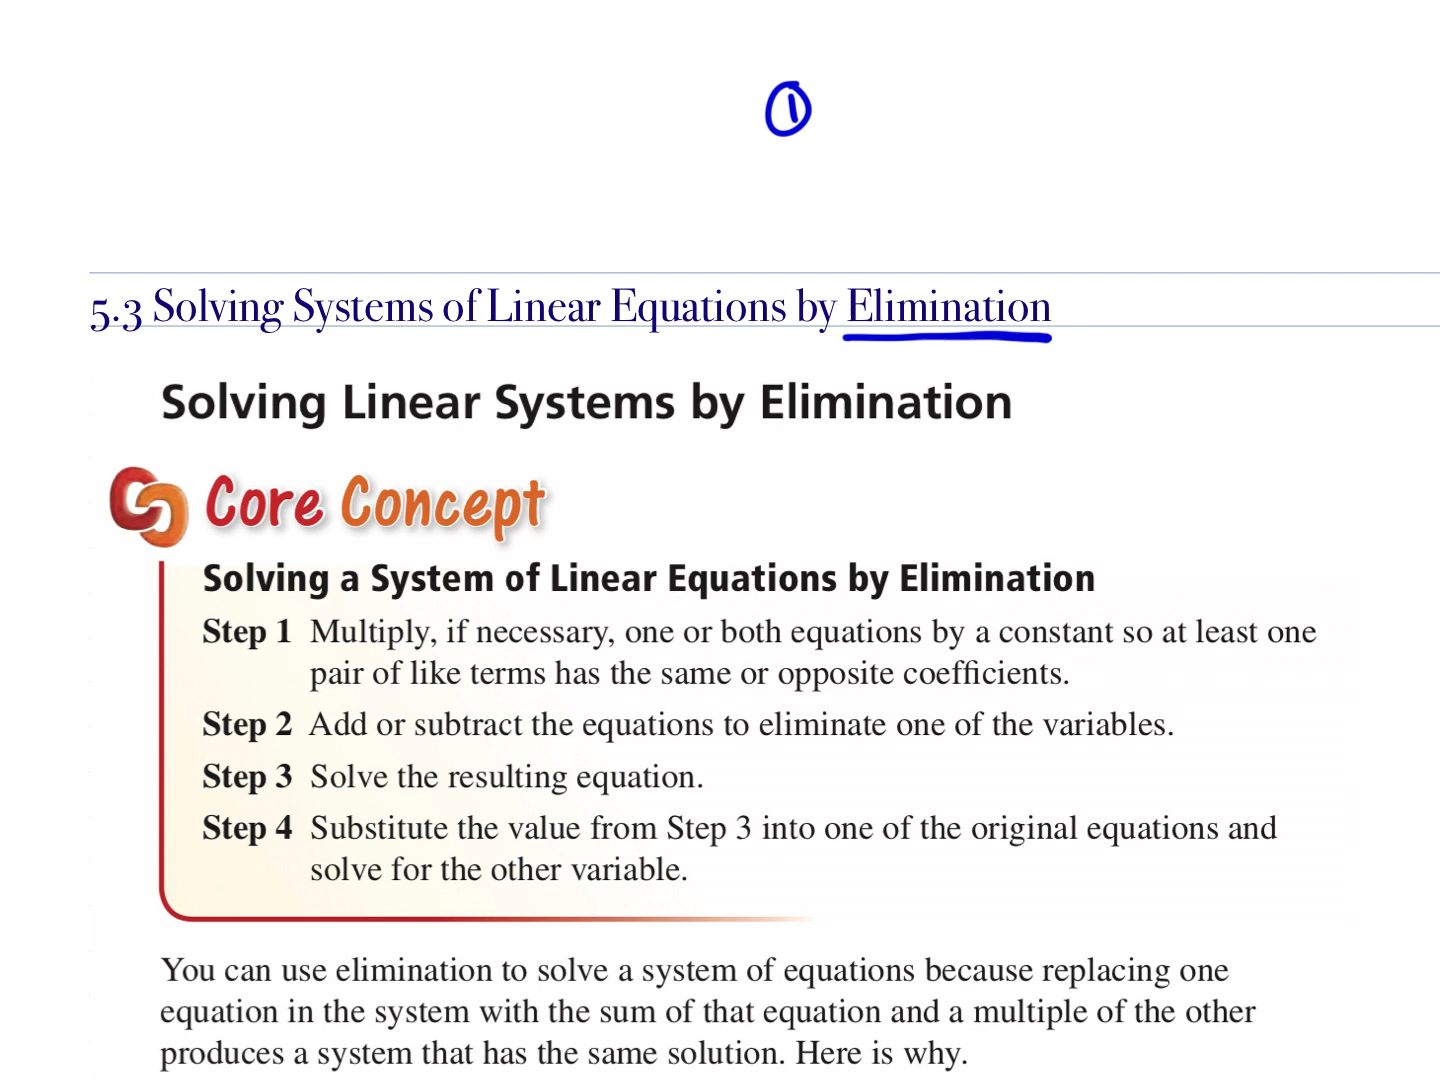 1
5.3 Solving Systems of Linear Equations by Elimination
Solving Linear Systems by Elimination
Core Concept
Solving a System of Linear Equations by Elimination
Step 1 Multiply, if necessary, one or both equations by a constant so at least one
pair of like terms has the same or opposite coefficients.
Step 2 Add or subtract the equations to eliminate one of the variables.
Step 3 Solve the resulting equation.
Step 4 Substitute the value from Step 3 into one of the original equations and
solve for the other variable.
You can use elimination to solve a system of equations because replacing one
equation in the system with the sum of that equation and a multiple of the other
produces a system that has the same solution. Here is why.